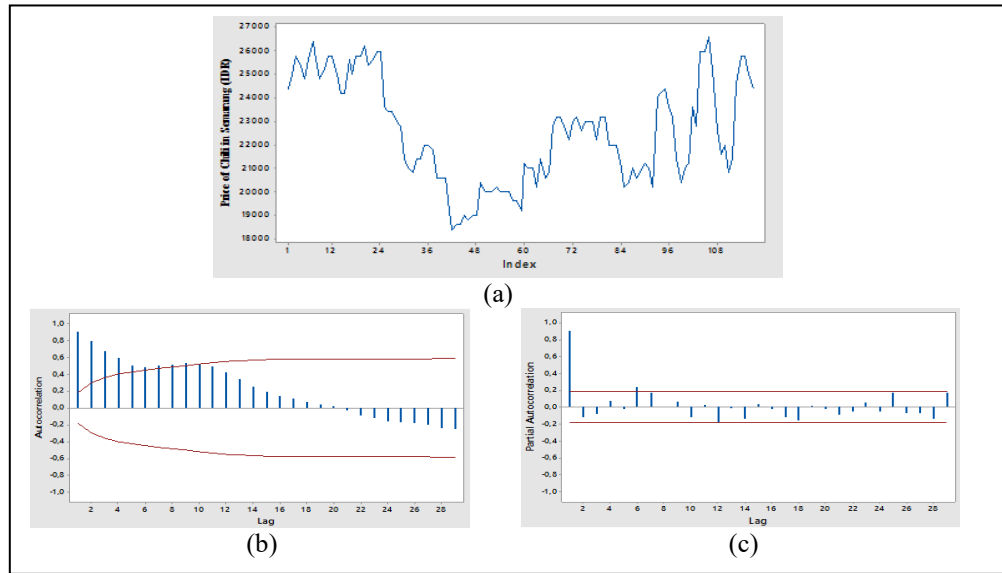 Price of Chili in Semarang (IDR)
27000
26000
25000
24000
23000
22000
21000
20000
19000
18000
1 12 24 36 48 60 72 84 96 108
Index
(a)
Autocorrelation
1,0
0,8
0,6
0,4
0,2
0,0
-0,2
-0,4
-0,6
-0,8
-1,0
2 4 6 8 10 12 14 16 18 20 22 24 26 28
Lag
(b)
Partial Autocorrelation
1,0
0,8
0,6
0,4
0,2
0,0
-0,2
-0,4
-0,6
-0,8
-1,0
2 4 6 8 10 12 14 16 18 20 22 24 26 28
Lag
(c)